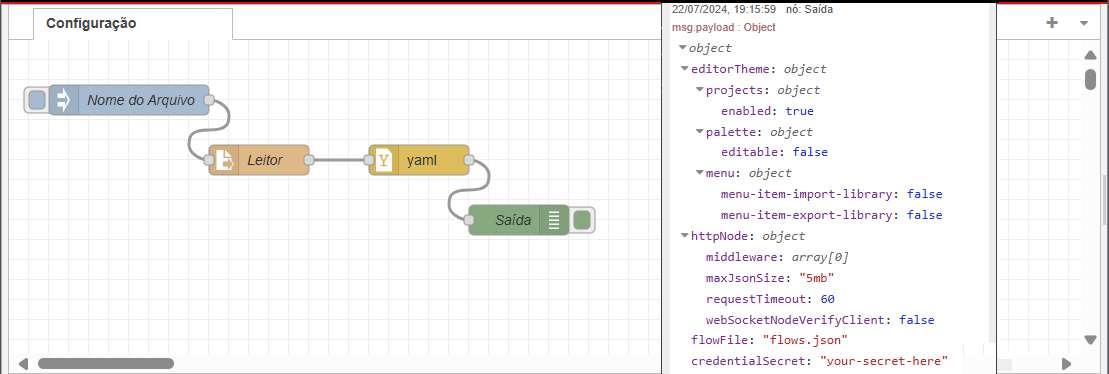 Configuração
Nome do Arquivo
Leitor
Y
yaml
Saída
22/07/2024, 19:15:59 nó: Saída
msg.payload : Object
object
editorTheme: object
projects: object
enabled: true
palette: object
editable: false
menu: object
menu-item-import-library: false
menu-item-export-library: false
httpNode: object
middleware: array[0]
maxJsonSize: "5mb"
requestTimeout: 60
webSocketNodeVerifyClient: false
flowFile: "flows.json"
credentialSecret: "your-secret-here"